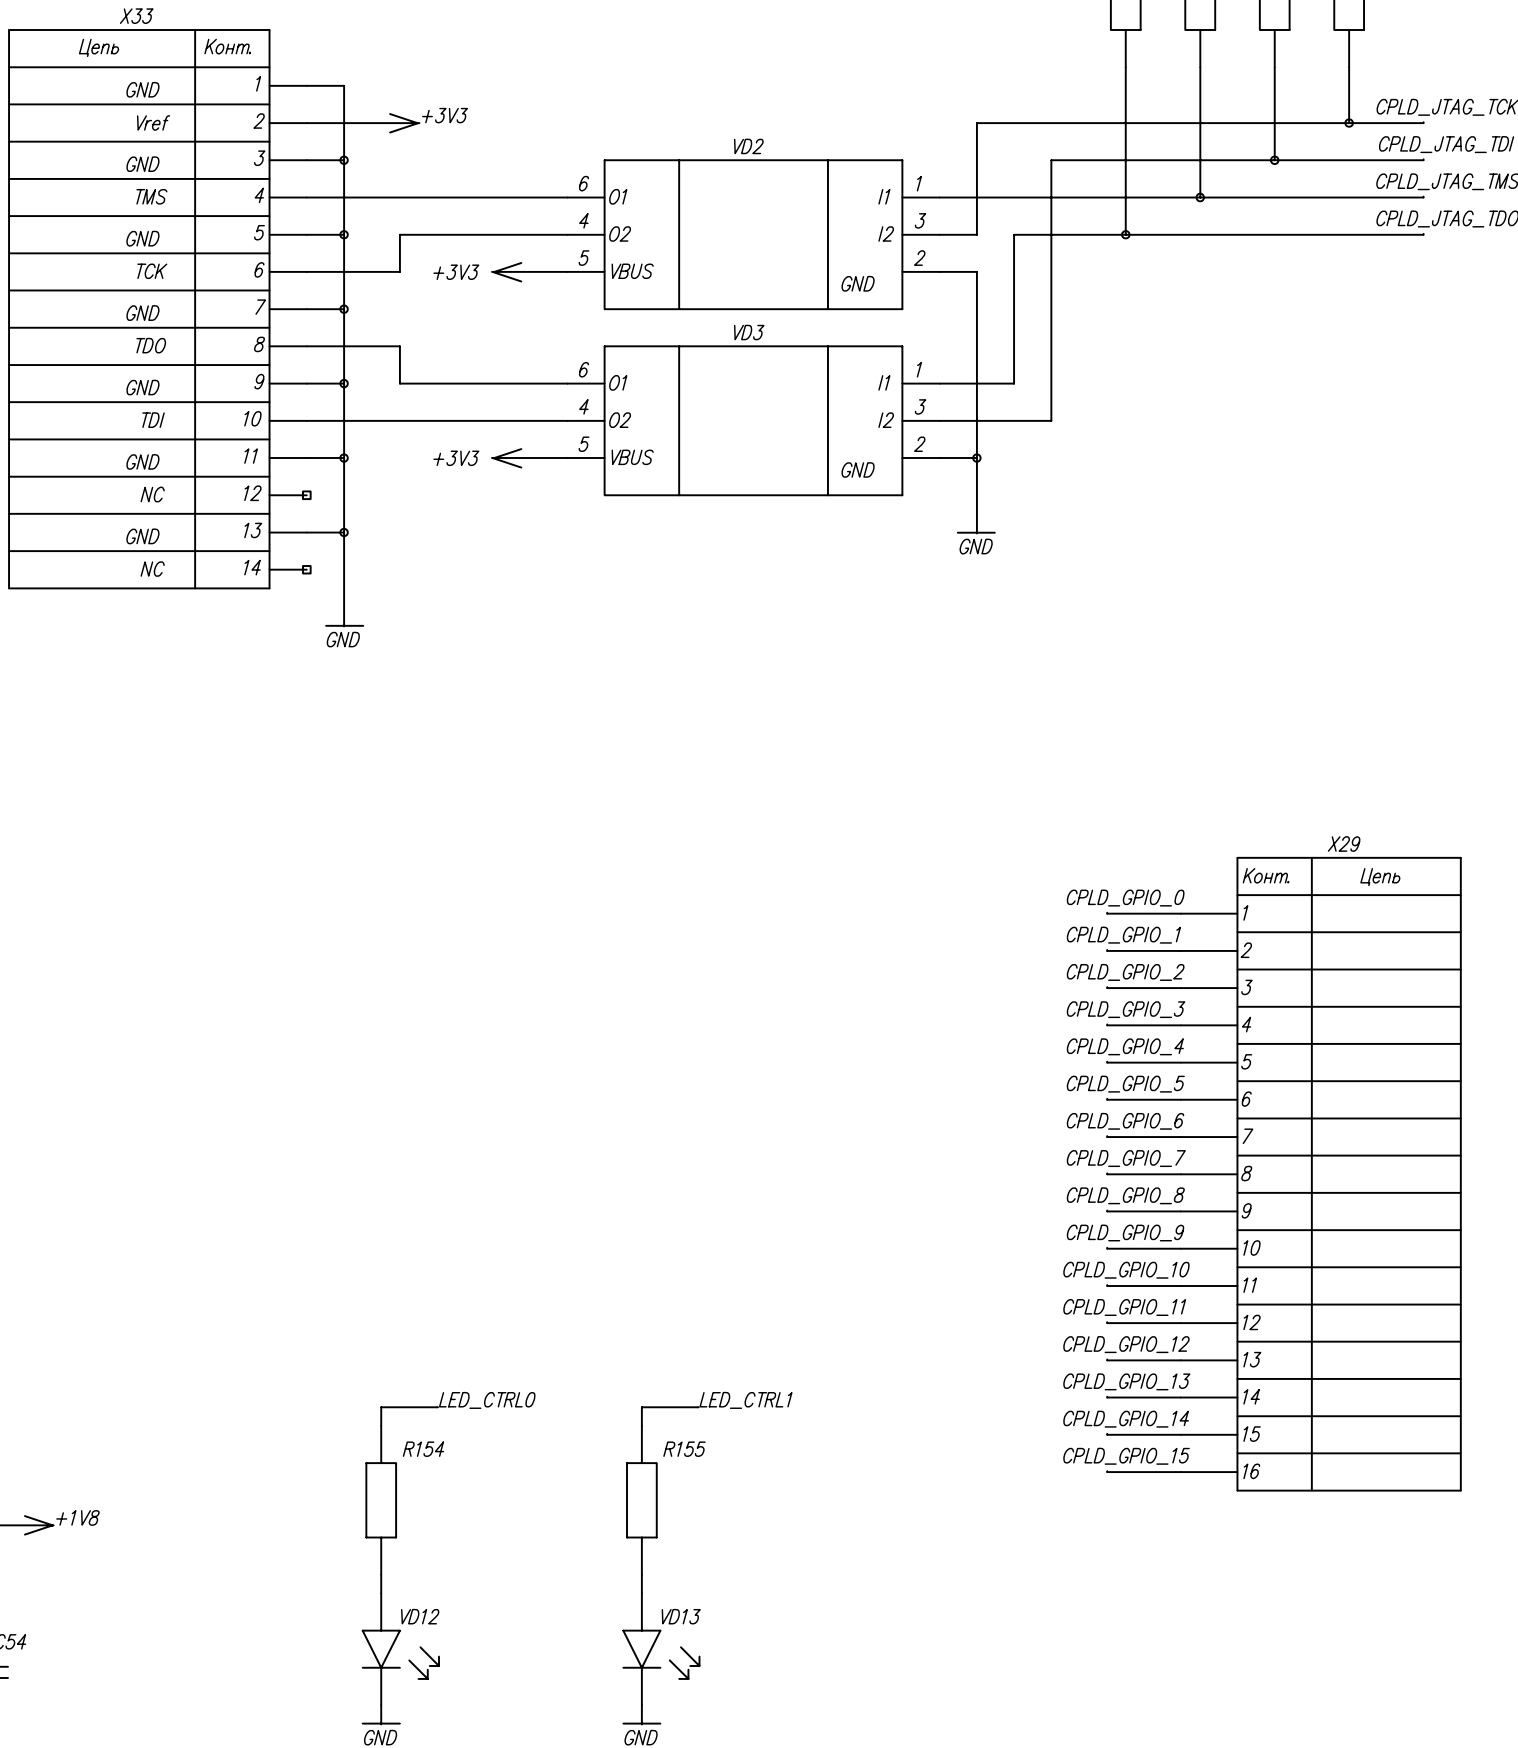 X33
Цепь Конт.
GND 1
Vref 2
GND 3
TMS 4
GND 5
TCK 6
GND 7
TDO 8
GND 9
TDI 10
GND 11
NC 12
GND 13
NC 14
+3V3
GND
VD2
6 O1 I1 1
4 O2 I2 3
+3V3 5 VBUS GND 2
VD3
6 O1 I1 1
4 O2 I2 3
+3V3 5 VBUS GND 2
GND
CPLD_JTAG_TCK
CPLD_JTAG_TDI
CPLD_JTAG_TMS
CPLD_JTAG_TDO
X29
Конт. Цепь
CPLD_GPIO_0 1
CPLD_GPIO_1 2
CPLD_GPIO_2 3
CPLD_GPIO_3 4
CPLD_GPIO_4 5
CPLD_GPIO_5 6
CPLD_GPIO_6 7
CPLD_GPIO_7 8
CPLD_GPIO_8 9
CPLD_GPIO_9 10
CPLD_GPIO_10 11
CPLD_GPIO_11 12
CPLD_GPIO_12 13
CPLD_GPIO_13 14
CPLD_GPIO_14 15
CPLD_GPIO_15 16
+1V8
C54
LED_CTRL0
R154
VD12
GND
LED_CTRL1
R155
VD13
GND